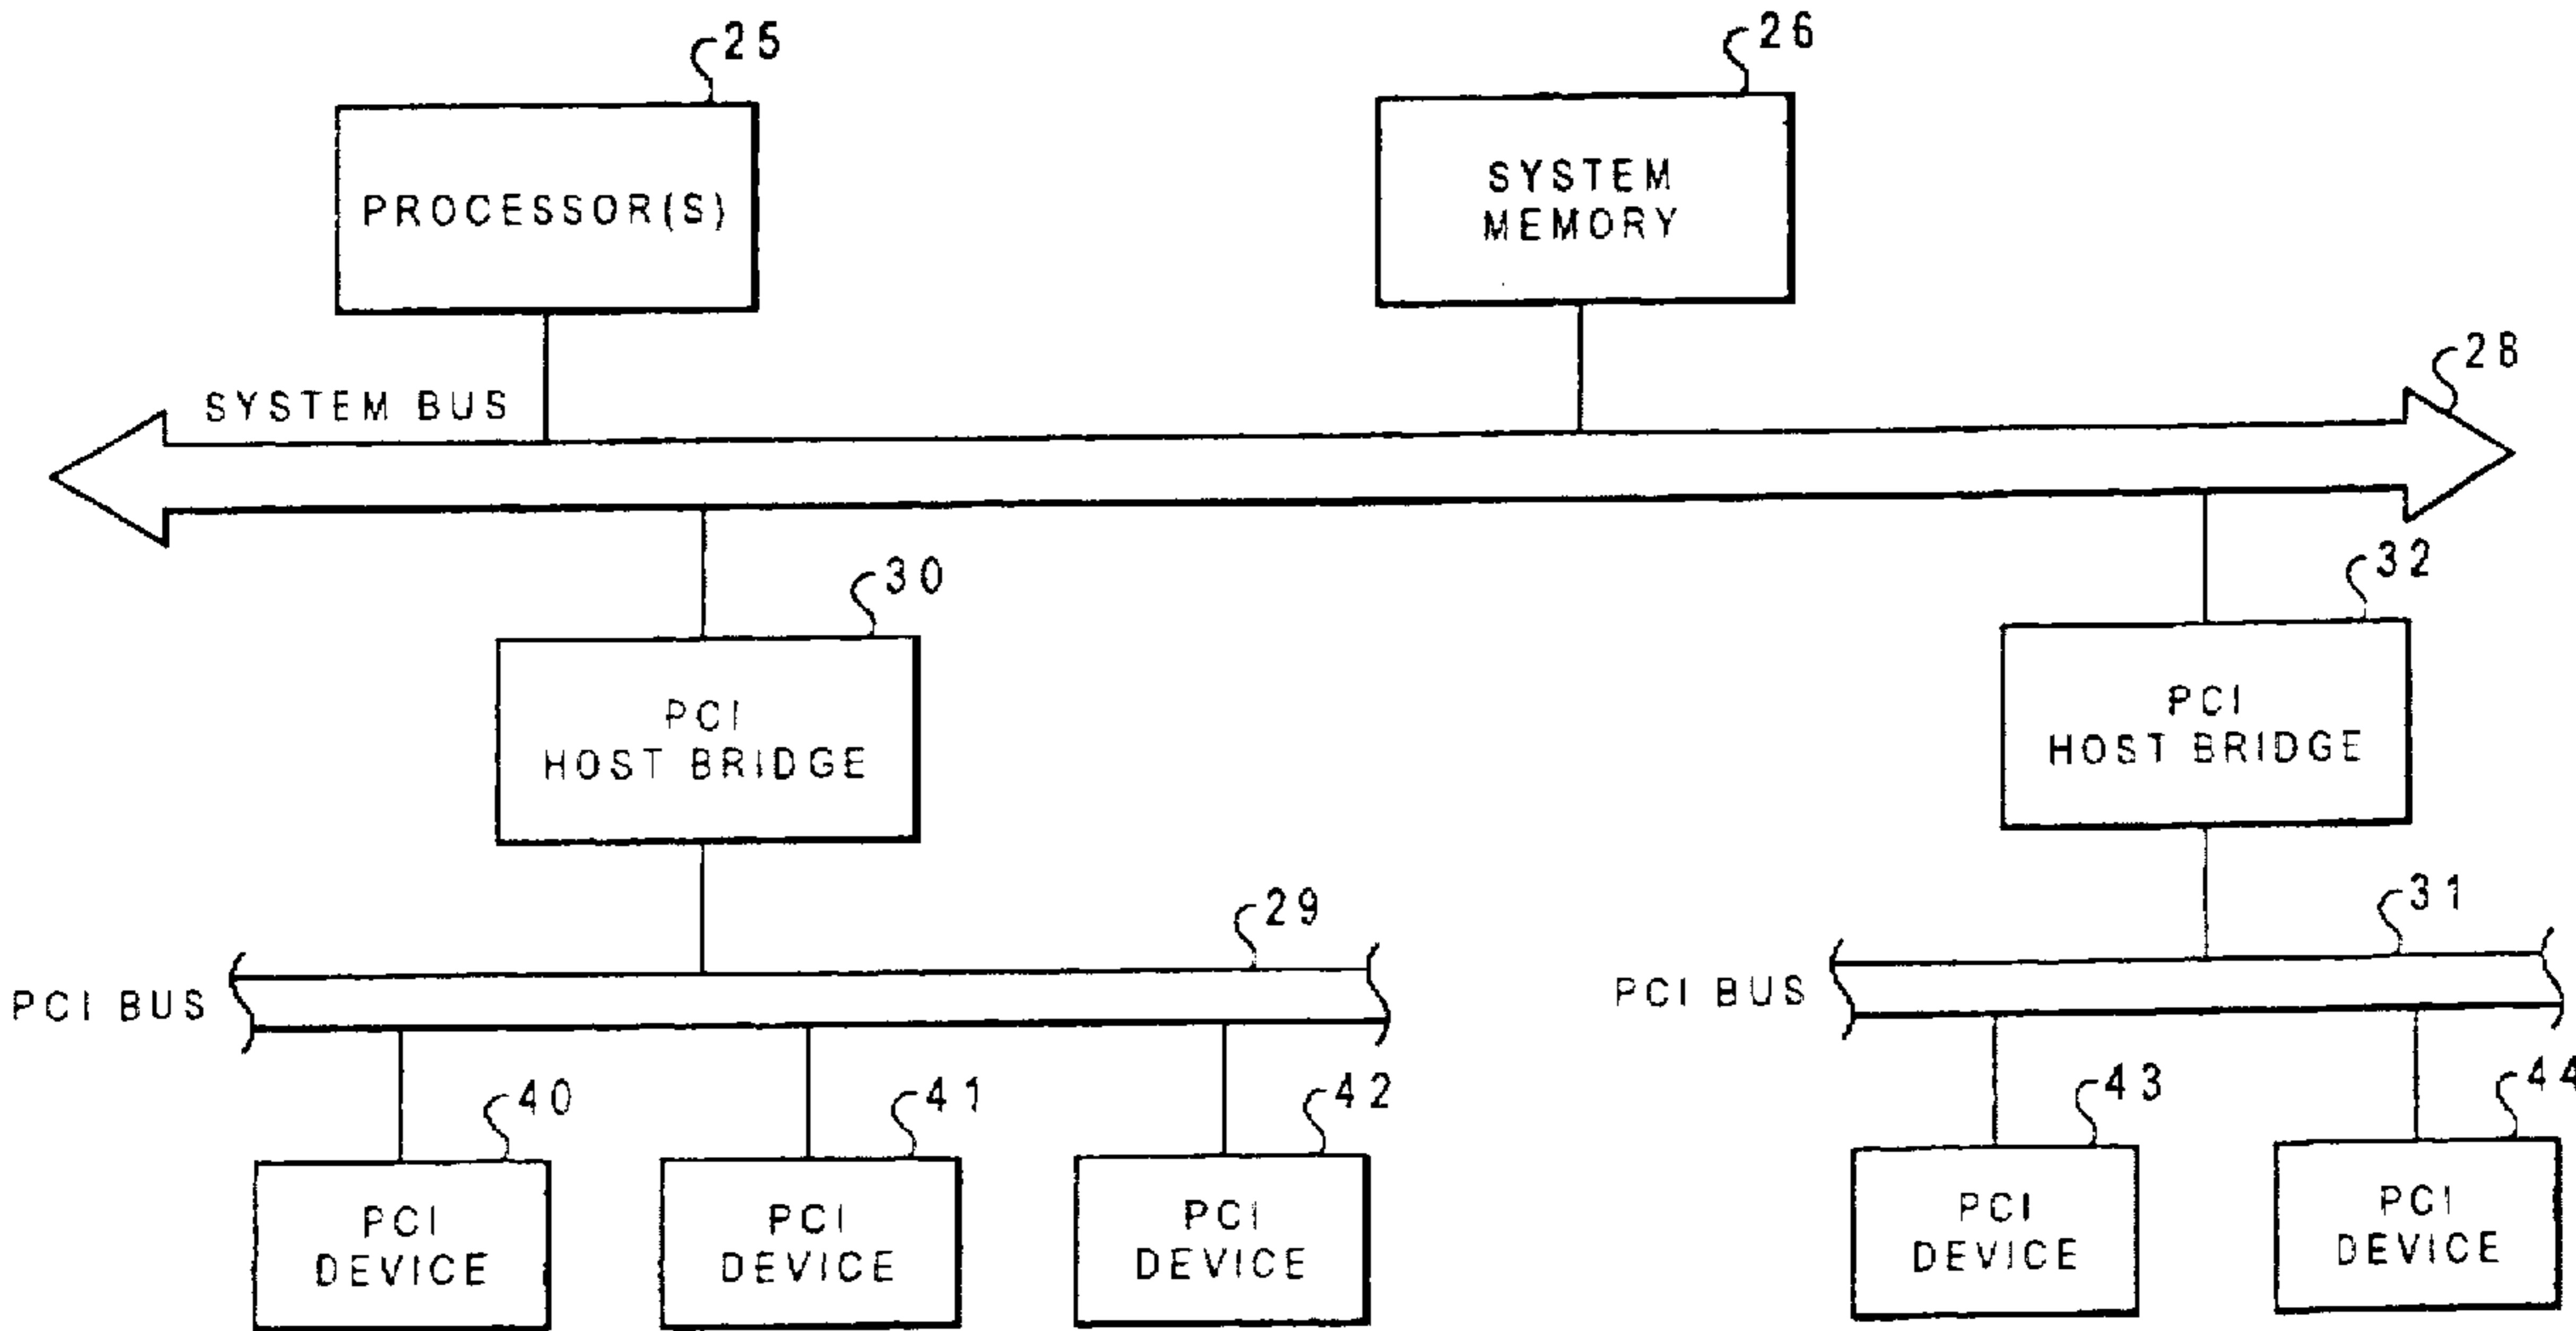 25
26
PROCESSOR(S)
SYSTEM
MEMORY
28
SYSTEM BUS
30
32
PCI
HOST BRIDGE
PCI
HOST BRIDGE
29
31
PCI BUS
PCI BUS
40
41
42
43
44
PCI
DEVICE
PCI
DEVICE
PCI
DEVICE
PCI
DEVICE
PCI
DEVICE